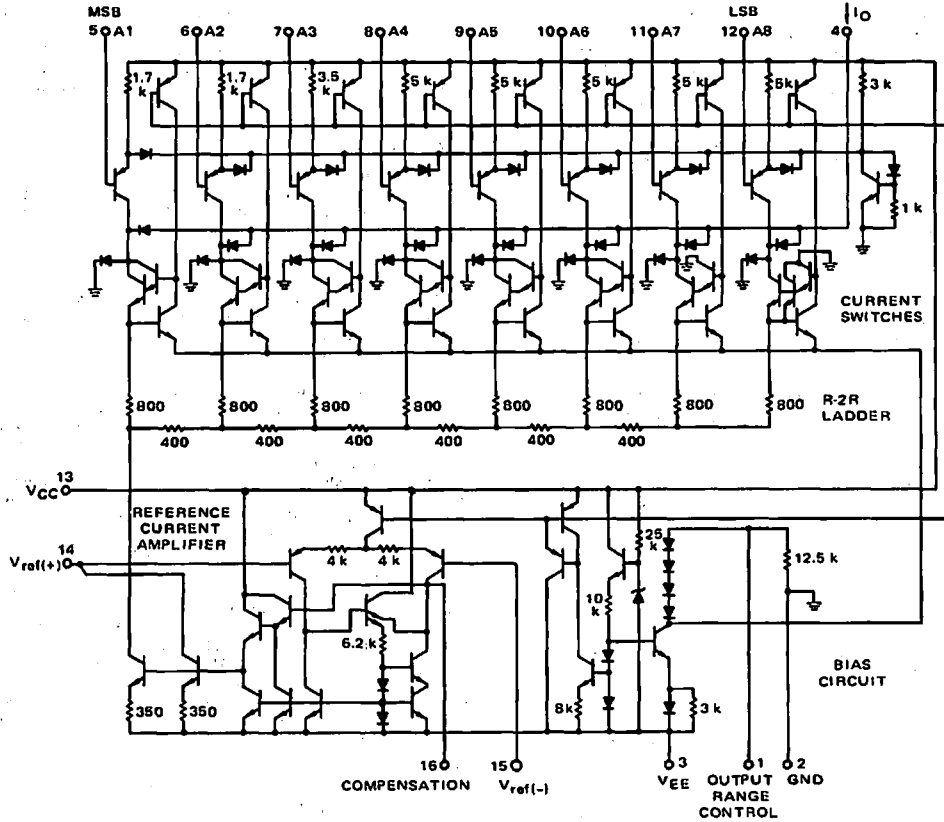 MSB
LSB
IO
5 A1
6 A2
7 A3
8 A4
9 A5
10 A6
11 A7
12 A8
4
1.7 k
1.7 k
3.5 k
5 k
5 k
5 k
5 k
5k
3 k
1 k
CURRENT
SWITCHES
800
800
800
800
800
800
800
800
R-2R
LADDER
400
400
400
400
400
400
13
VCC
REFERENCE
CURRENT
AMPLIFIER
14
Vref(+)
4 k
4 k
25 k
12.5 k
10 k
6.2 k
BIAS
CIRCUIT
350
350
8k
3 k
16
COMPENSATION
15
Vref(-)
3
VEE
1
OUTPUT
RANGE
CONTROL
2
GND